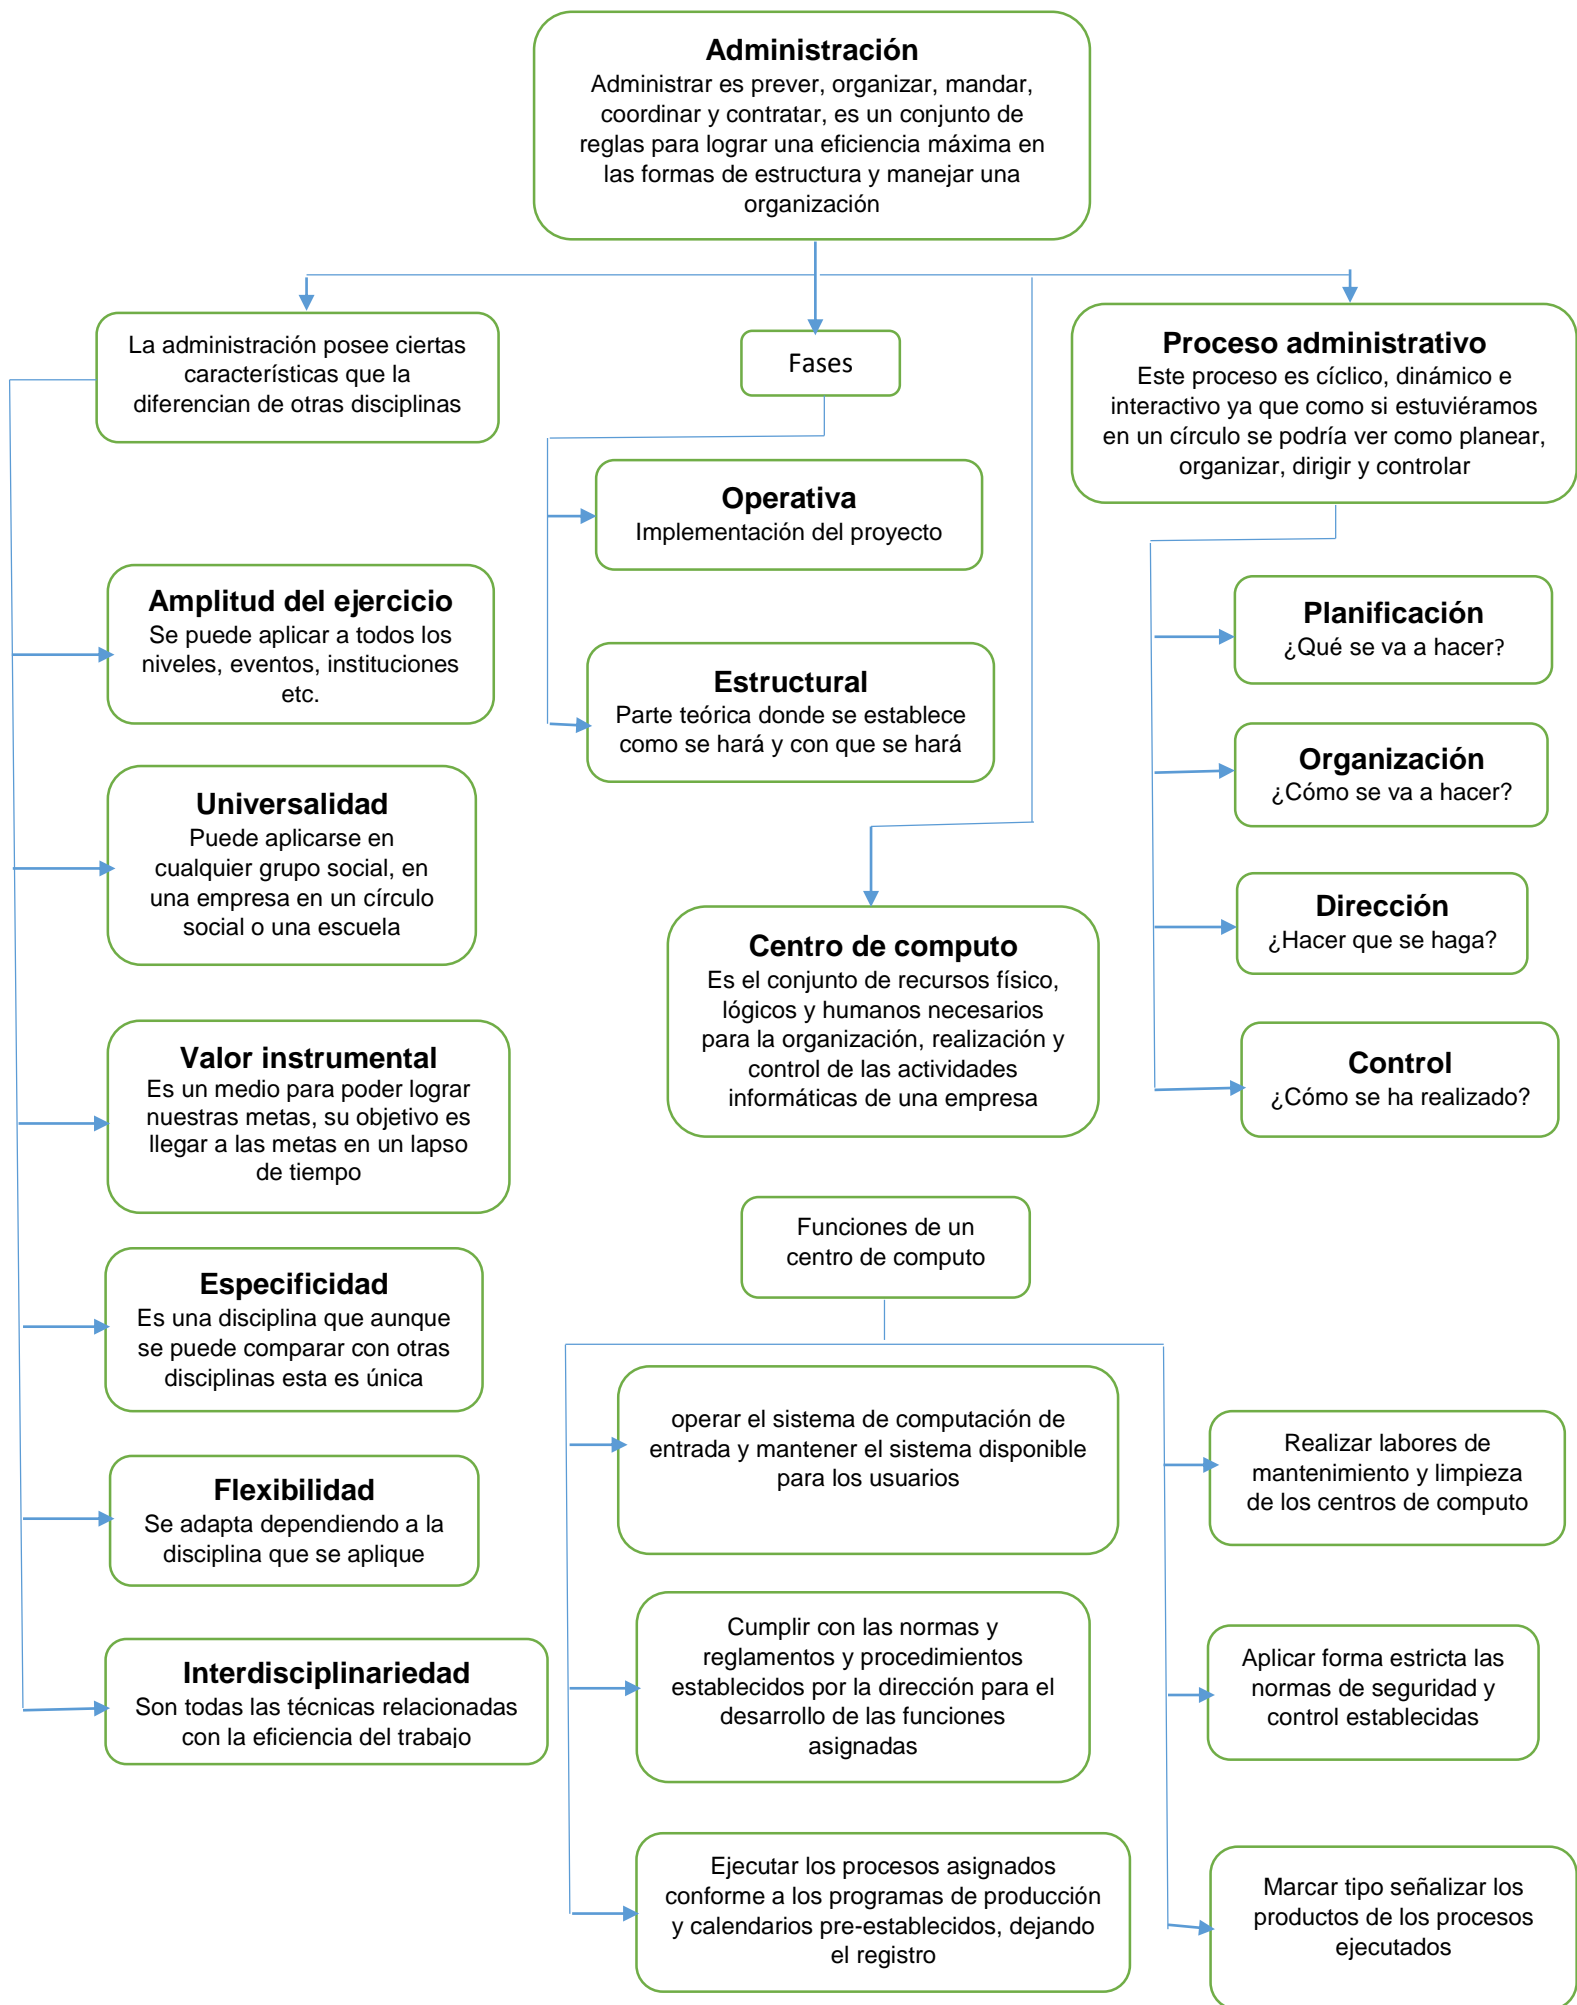 Administración
Administrar es prever, organizar, mandar,
coordinar y contratar, es un conjunto de
reglas para lograr una eficiencia máxima en
las formas de estructura y manejar una
organización
La administración posee ciertas
características que la
diferencian de otras disciplinas
Amplitud del ejercicio
Se puede aplicar a todos los
niveles, eventos, instituciones
etc.
Universalidad
Puede aplicarse en
cualquier grupo social, en
una empresa en un círculo
social o una escuela
Valor instrumental
Es un medio para poder lograr
nuestras metas, su objetivo es
llegar a las metas en un lapso
de tiempo
Especificidad
Es una disciplina que aunque
se puede comparar con otras
disciplinas esta es única
Flexibilidad
Se adapta dependiendo a la
disciplina que se aplique
Interdisciplinariedad
Son todas las técnicas relacionadas
con la eficiencia del trabajo
Fases
Operativa
Implementación del proyecto
Estructural
Parte teórica donde se establece
como se hará y con que se hará
Centro de computo
Es el conjunto de recursos físico,
lógicos y humanos necesarios
para la organización, realización y
control de las actividades
informáticas de una empresa
Proceso administrativo
Este proceso es cíclico, dinámico e
interactivo ya que como si estuviéramos
en un círculo se podría ver como planear,
organizar, dirigir y controlar
Planificación
¿Qué se va a hacer?
Organización
¿Cómo se va a hacer?
Dirección
¿Hacer que se haga?
Control
¿Cómo se ha realizado?
Funciones de un
centro de computo
operar el sistema de computación de
entrada y mantener el sistema disponible
para los usuarios
Cumplir con las normas y
reglamentos y procedimientos
establecidos por la dirección para el
desarrollo de las funciones
asignadas
Ejecutar los procesos asignados
conforme a los programas de producción
y calendarios pre-establecidos, dejando
el registro
Realizar labores de
mantenimiento y limpieza
de los centros de computo
Aplicar forma estricta las
normas de seguridad y
control establecidas
Marcar tipo señalizar los
productos de los procesos
ejecutados